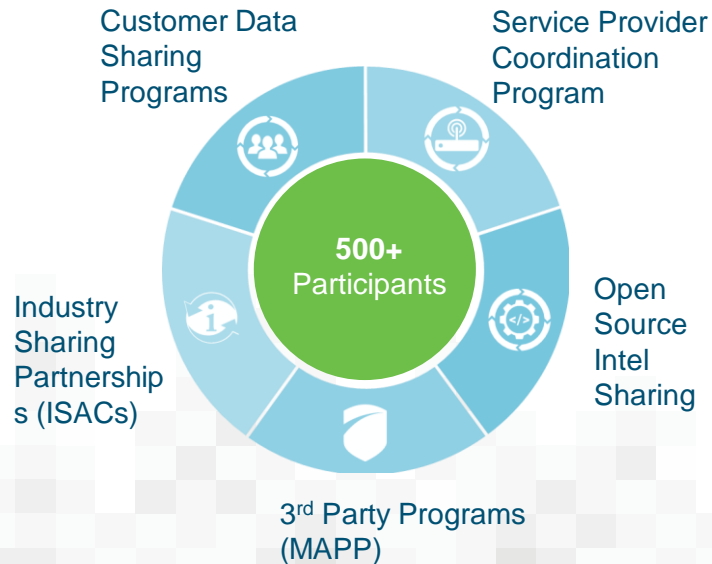 Customer Data
Sharing
Programs
Service Provider
Coordination
Program
500+
Participants
Industry
Sharing
Partnership
s (ISACs)
Open
Source
Intel
Sharing
3rd Party Programs
(MAPP)